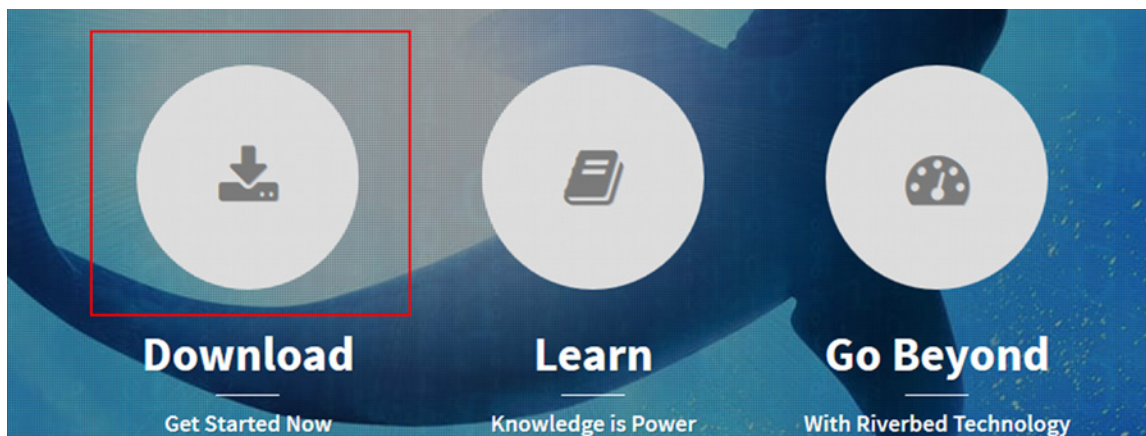 Download
Learn
Go Beyond
Get Started Now
Knowledge is Power
With Riverbed Technology